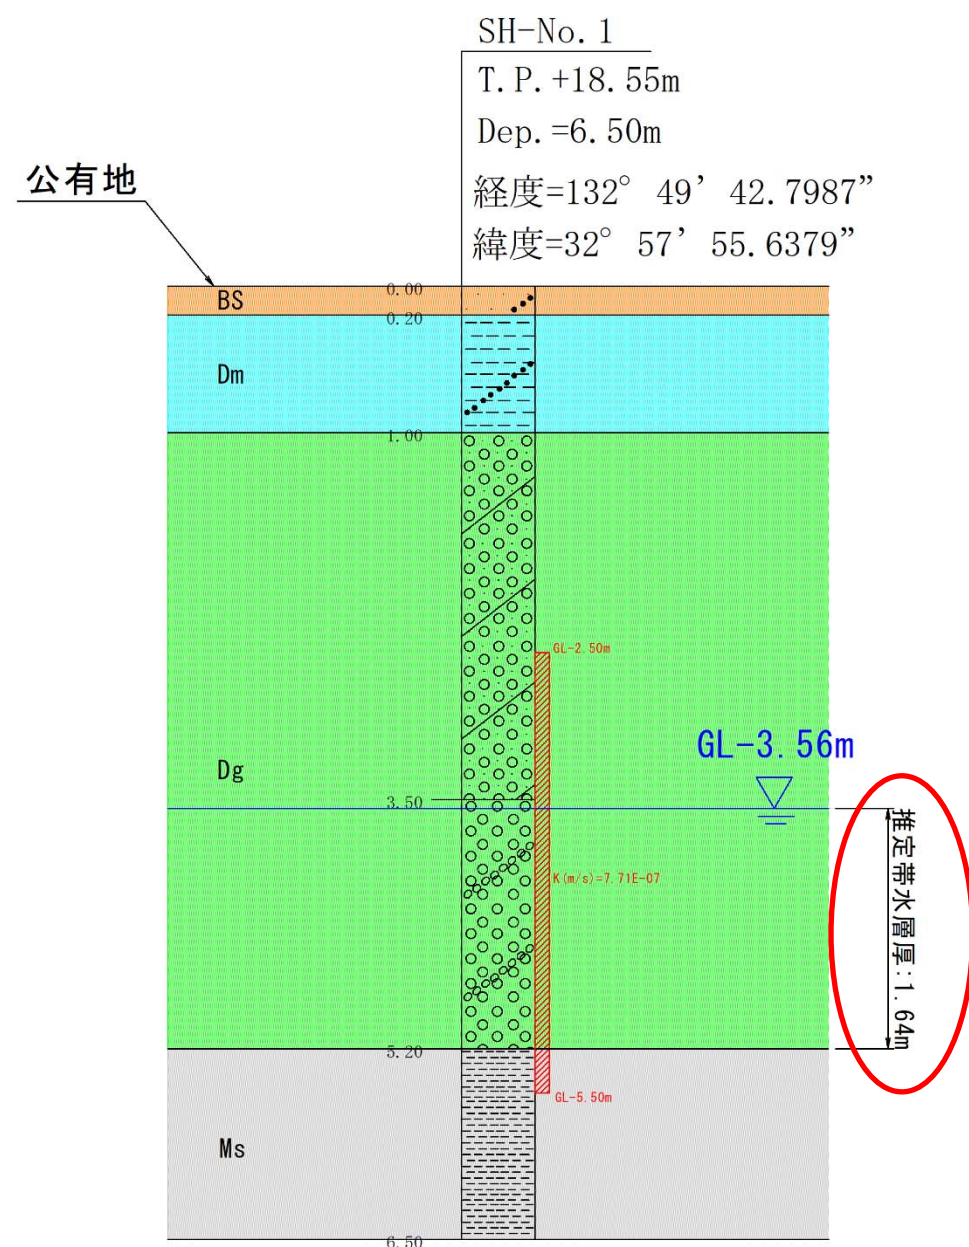 SH-No. 1
T. P. +18. 55m
Dep. =6. 50m
経度=132° 49’ 42. 7987”
緯度=32° 57’ 55. 6379”
公有地
0.00
BS
0.20
Dm
1.00
GL-2.50m
GL-3.56m
Dg
3.50
推定帯水層厚:1.64m
K(m/s)=7.71E-07
5.20
GL-5.50m
Ms
6.50